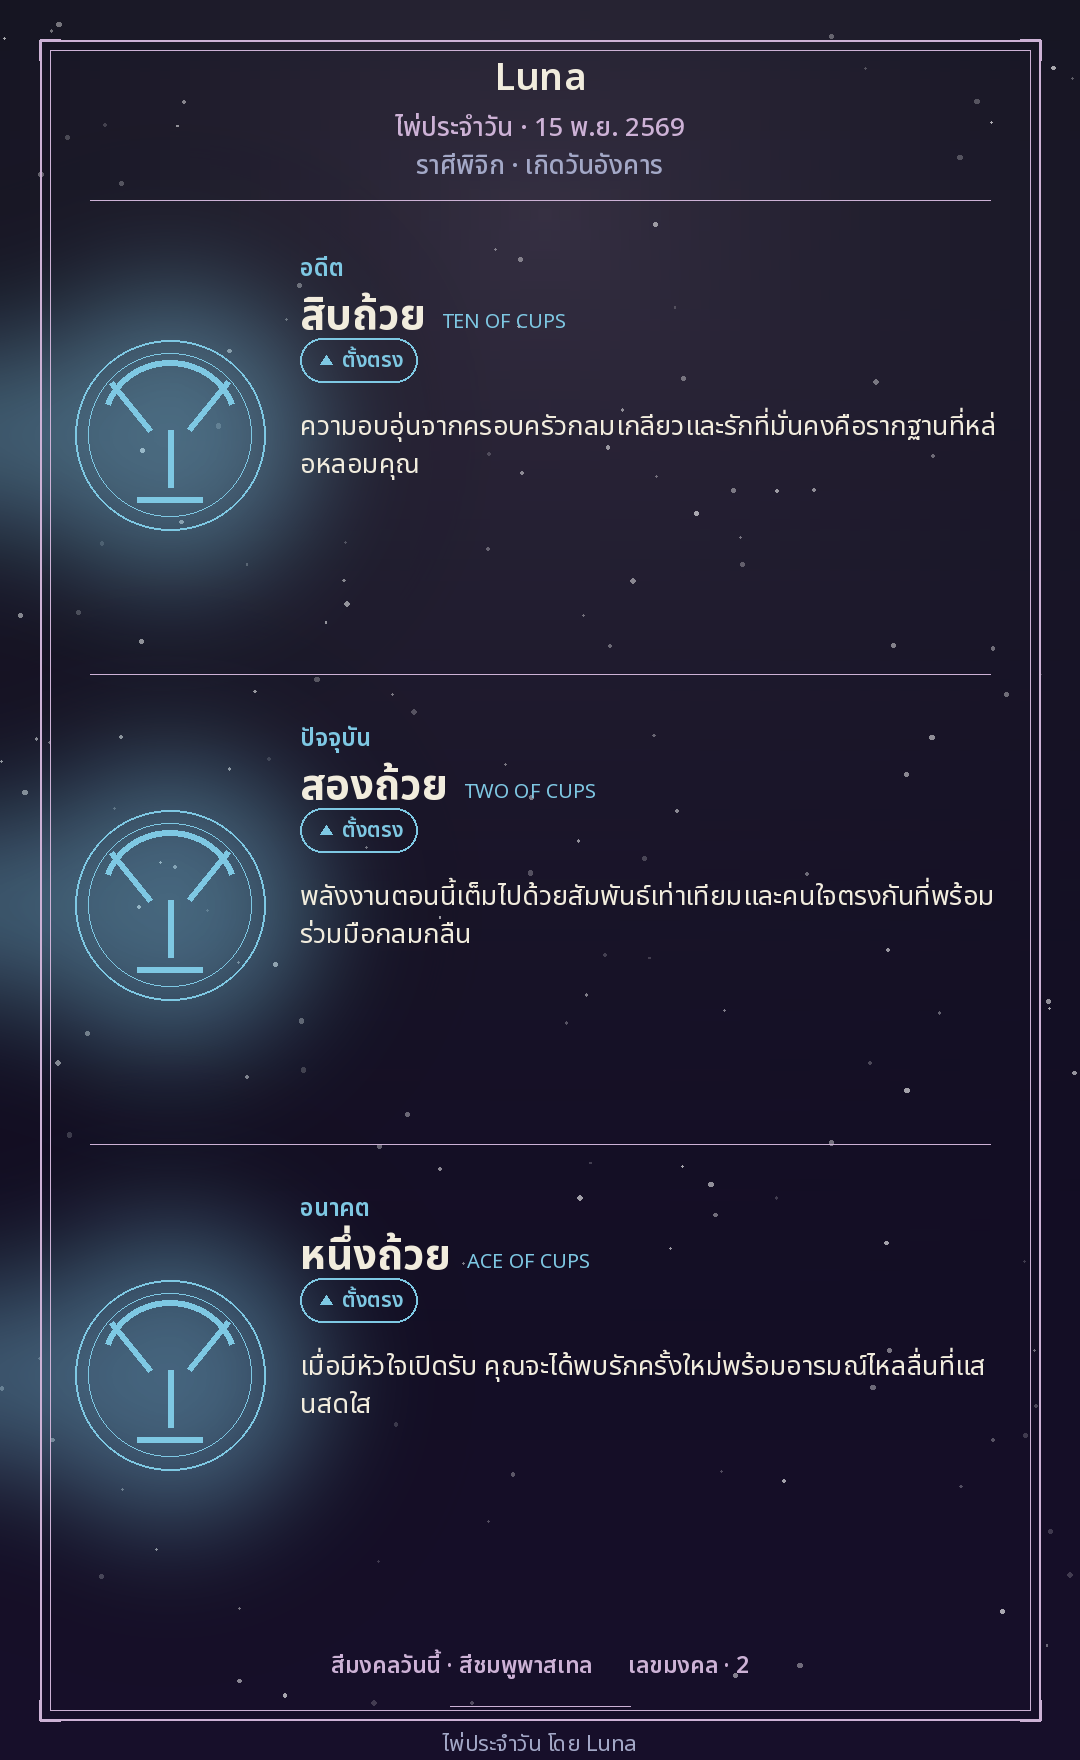 Luna
ไพ่ประจำวัน · 15 พ.ย. 2569
ราศีพิจิก · เกิดวันอังคาร
อดีต
สิบถ้วย TEN OF CUPS
▲ ตั้งตรง
ความอบอุ่นจากครอบครัวกลมเกลียวและรักที่มั่นคงคือรากฐานที่หล่
อหลอมคุณ
ปัจจุบัน
สองถ้วย TWO OF CUPS
▲ ตั้งตรง
พลังงานตอนนี้เต็มไปด้วยสัมพันธ์เท่าเทียมและคนใจตรงกันที่พร้อม
ร่วมมือกลมกลืน
อนาคต
หนึ่งถ้วย ACE OF CUPS
▲ ตั้งตรง
เมื่อมีหัวใจเปิดรับ คุณจะได้พบรักครั้งใหม่พร้อมอารมณ์ไหลลื่นที่แส
นสดใส
สีมงคลวันนี้ · สีชมพูพาสเทล เลขมงคล · 2
ไพ่ประจำวัน โดย Luna